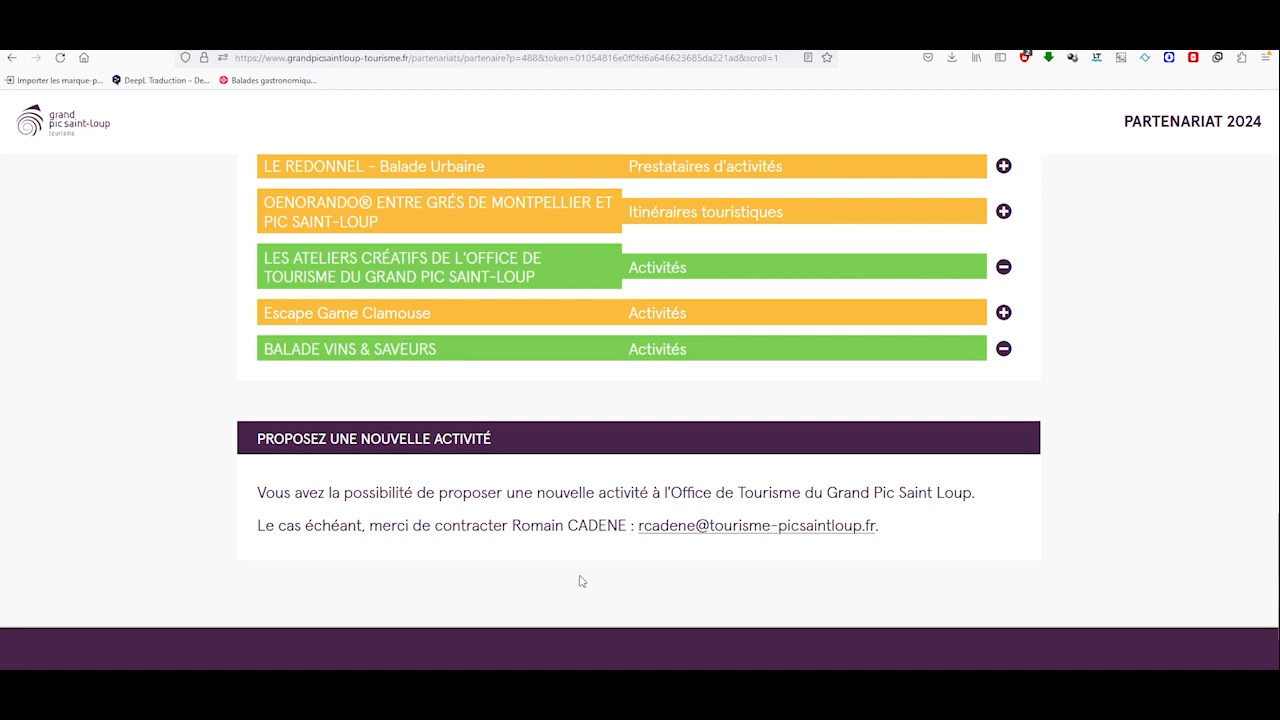 https://www.grandpicsaintloup-tourisme.fr/partenariats/partenaire?p=488&token=01054816e0f0fd6a646623685da221ad&scroll=1
Importer les marque-p... DeepL Traduction – De... Balades gastronomiqu...
grand
pic saint-loup
tourisme
PARTENARIAT 2024
LE REDONNEL - Balade Urbaine Prestataires d'activités
OENORANDO® ENTRE GRÉS DE MONTPELLIER ET
PIC SAINT-LOUP
Itinéraires touristiques
LES ATELIERS CRÉATIFS DE L'OFFICE DE
TOURISME DU GRAND PIC SAINT-LOUP
Activités
Escape Game Clamouse Activités
BALADE VINS & SAVEURS Activités
PROPOSEZ UNE NOUVELLE ACTIVITÉ
Vous avez la possibilité de proposer une nouvelle activité à l'Office de Tourisme du Grand Pic Saint Loup.
Le cas échéant, merci de contracter Romain CADENE : rcadene@tourisme-picsaintloup.fr.